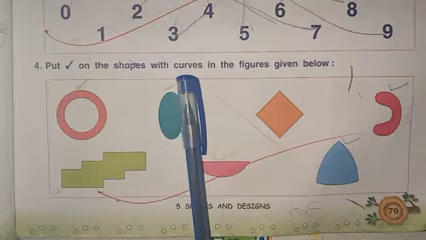 0 2 4 6 8
1 3 5 7 9
4. Put ✓ on the shapes with curves in the figures given below :
5 AND DESIGNS
79